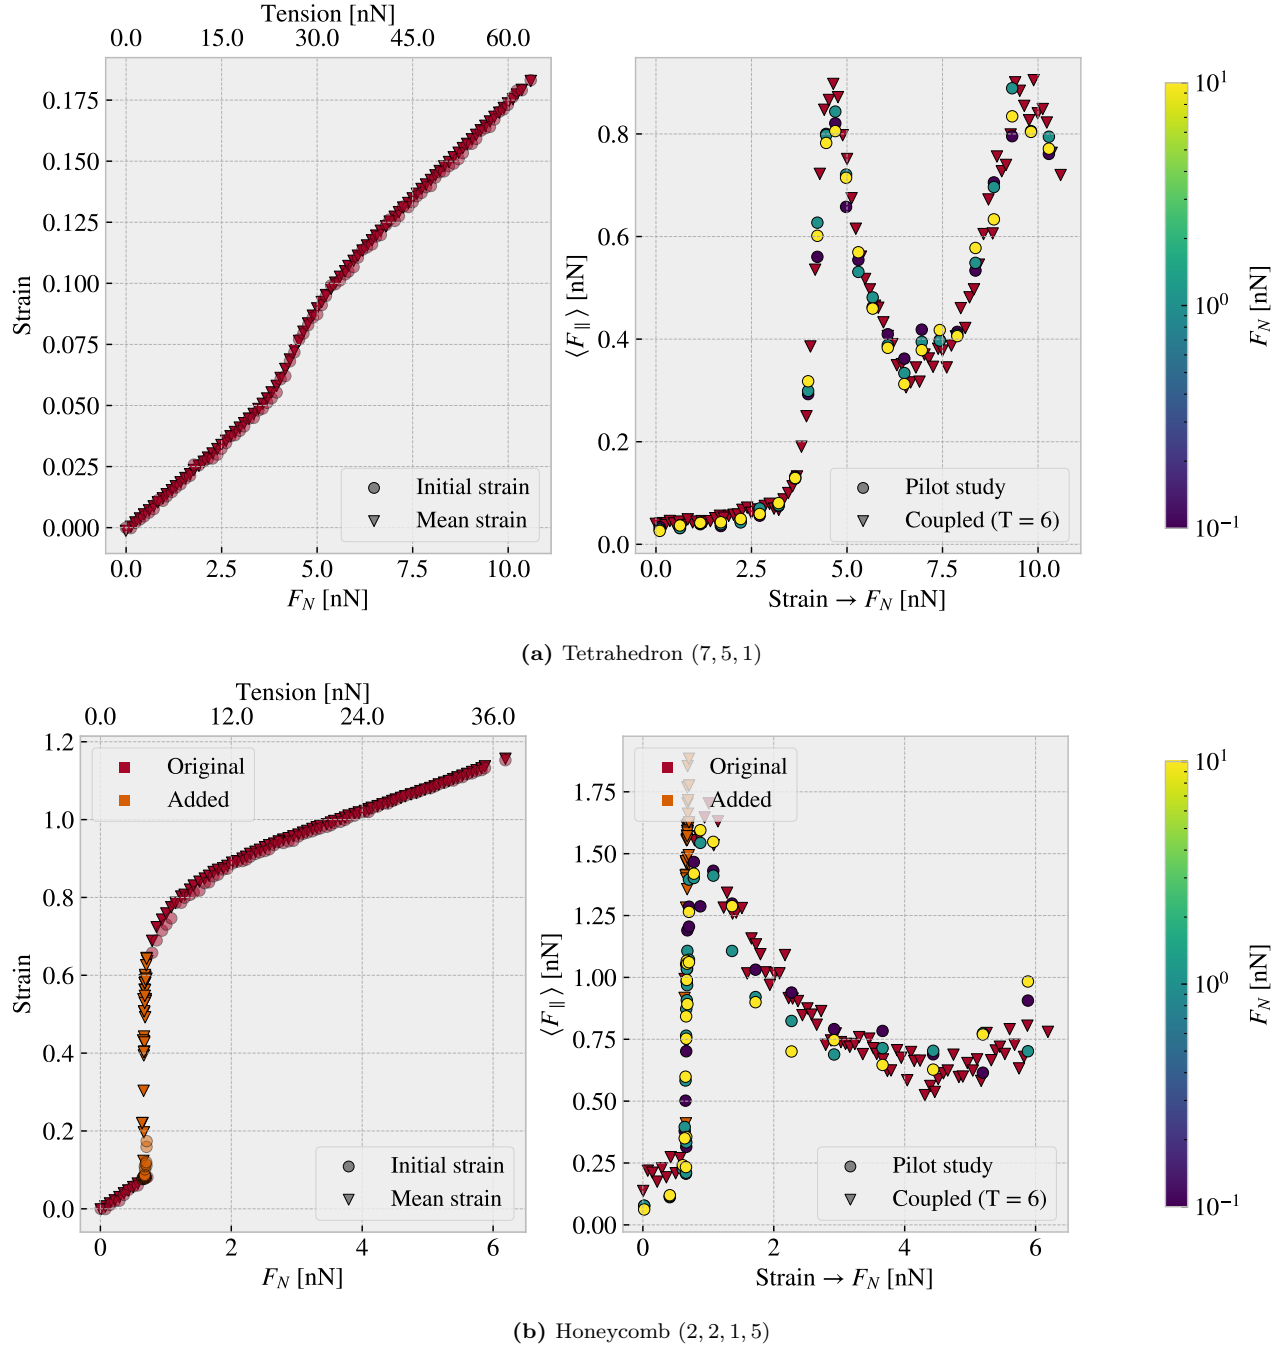 Tension [nN]
0.0 15.0 30.0 45.0 60.0
0.175
0.150
0.125
0.100
0.075
0.050
0.025
0.000
Strain
Initial strain
Mean strain
0.0 2.5 5.0 7.5 10.0
F_N [nN]
0.8
0.6
0.4
0.2
0.0
⟨F_∥⟩ [nN]
Pilot study
Coupled (T = 6)
0.0 2.5 5.0 7.5 10.0
Strain → F_N [nN]
10^1
10^0
10^−1
F_N [nN]
(a) Tetrahedron (7, 5, 1)
Tension [nN]
0.0 12.0 24.0 36.0
1.2
1.0
0.8
0.6
0.4
0.2
0.0
Strain
Original
Added
Initial strain
Mean strain
0 2 4 6
F_N [nN]
1.75
1.50
1.25
1.00
0.75
0.50
0.25
0.00
⟨F_∥⟩ [nN]
Original
Added
Pilot study
Coupled (T = 6)
0 2 4 6
Strain → F_N [nN]
10^1
10^0
10^−1
F_N [nN]
(b) Honeycomb (2, 2, 1, 5)